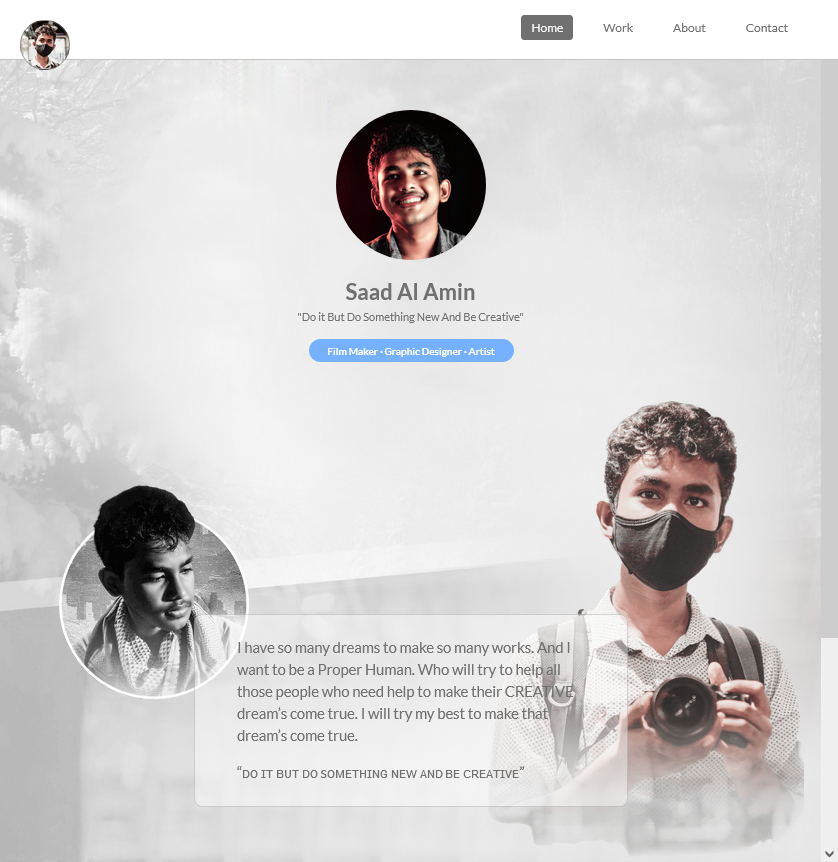 Home Work About Contact
Saad Al Amin
"Do it But Do Something New And Be Creative"
Film Maker - Graphic Designer - Artist
I have so many dreams to make so many works. And I
want to be a Proper Human. Who will try to help all
those people who need help to make their CREATIVE
dream's come true. I will try my best to make that
dream's come true.
“DO IT BUT DO SOMETHING NEW AND BE CREATIVE”